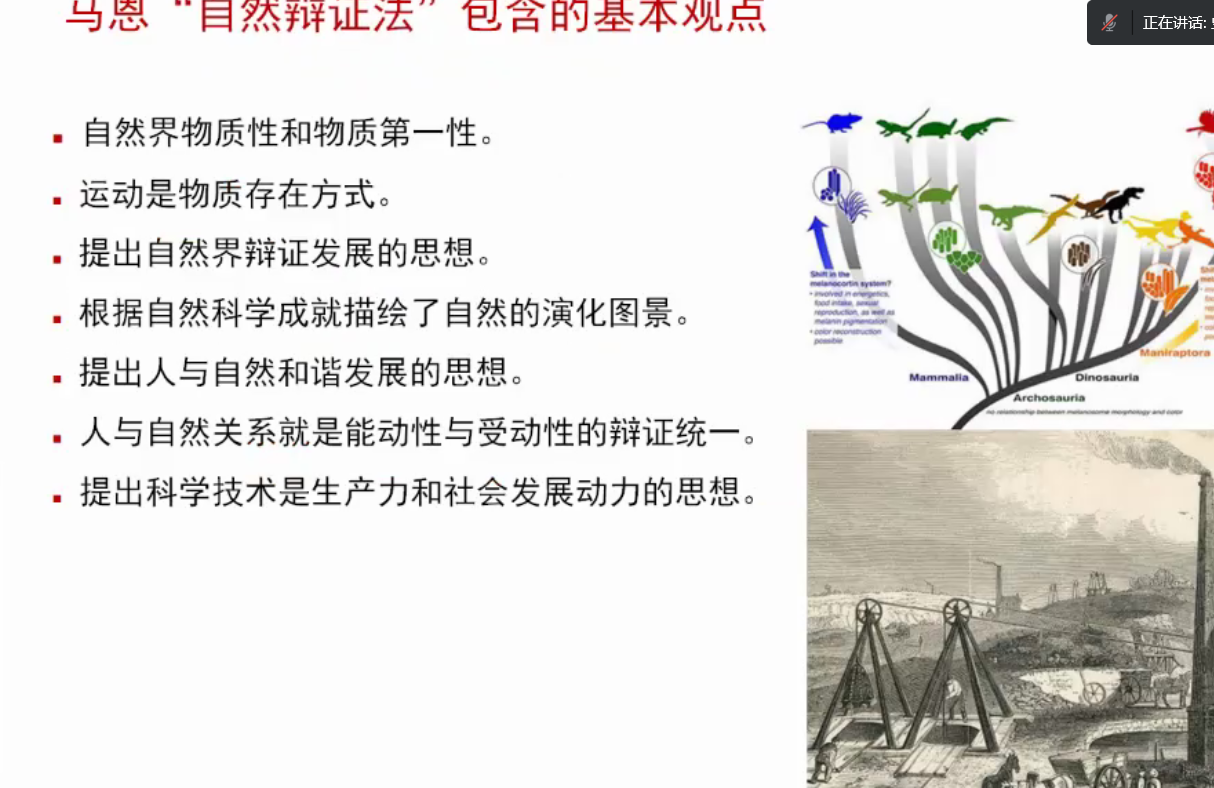 马恩“自然辩证法”包含的基本观点
正在讲话:
自然界物质性和物质第一性。
运动是物质存在方式。
提出自然界辩证发展的思想。
根据自然科学成就描绘了自然的演化图景。
提出人与自然和谐发展的思想。
人与自然关系就是能动性与受动性的辩证统一。
提出科学技术是生产力和社会发展动力的思想。
Shift in the
melanocortin system?
• involved in energetics,
food intake, sexual
reproduction, as well as
melanin pigmentation
• color reconstruction
possible
Maniraptora
Mammalia
Dinosauria
Archosauria
no relationship between melanosome morphology and color